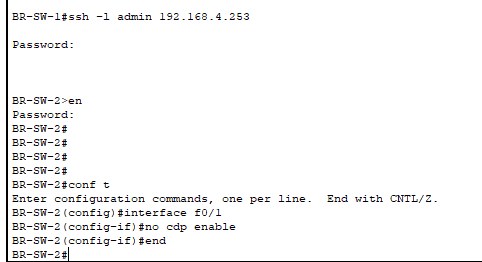 BR-SW-1#ssh -l admin 192.168.4.253
Password:
BR-SW-2>en
Password:
BR-SW-2#
BR-SW-2#
BR-SW-2#
BR-SW-2#
BR-SW-2#conf t
Enter configuration commands, one per line.  End with CNTL/Z.
BR-SW-2(config)#interface f0/1
BR-SW-2(config-if)#no cdp enable
BR-SW-2(config-if)#end
BR-SW-2#